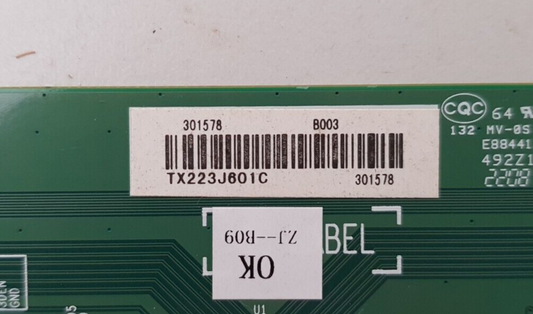 301578 B003
TX223J601C
301578
CQC
64
132 MV-0S
E88441
492Z1
2208
ZJ--B09
OK
BEL
GND
U1